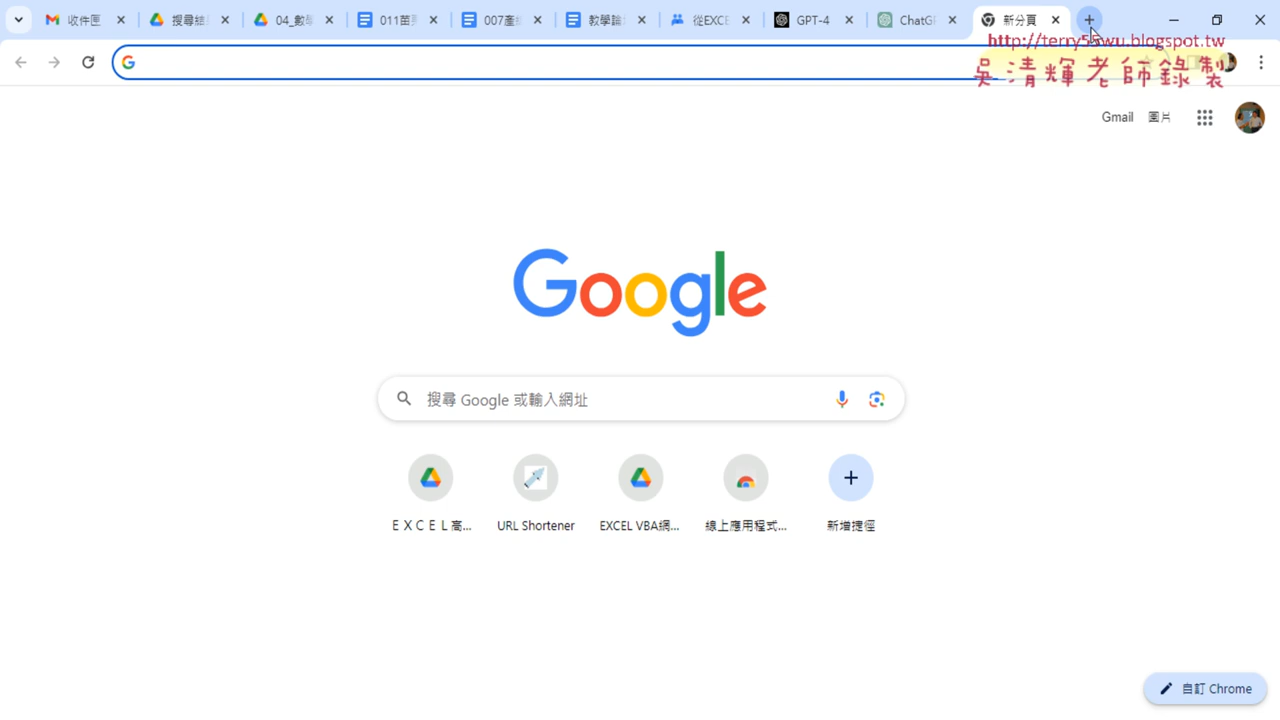 收件匣
搜尋結
04_數學
011苗栗
007產
教學論
從EXCE
GPT-4
ChatG
新分頁
http://terry55wu.blogspot.tw
吳清輝老師錄製
Gmail
圖片
Google
搜尋 Google 或輸入網址
ＥＸＣＥＬ高...
URL Shortener
EXCEL VBA網...
線上應用程式...
新增捷徑
自訂 Chrome